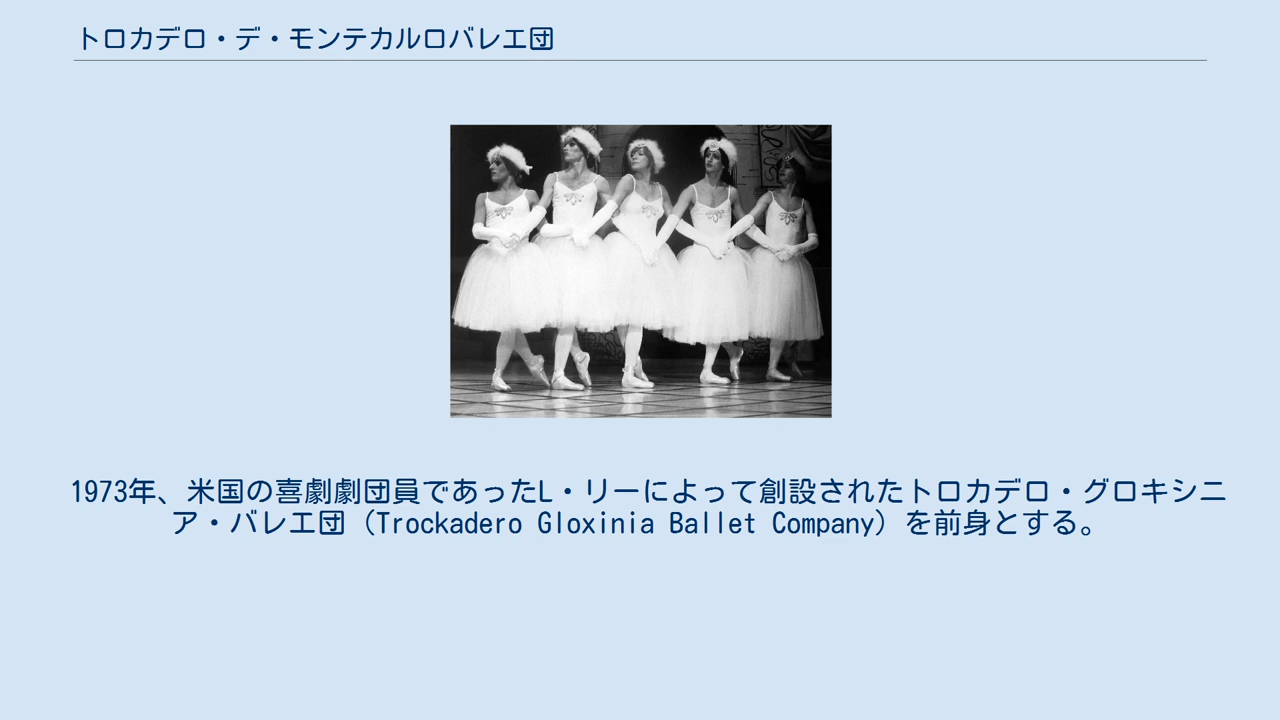 トロカデロ・デ・モンテカルロバレエ団
1973年、米国の喜劇劇団員であったL・リーによって創設されたトロカデロ・グロキシニ
ア・バレエ団（Trockadero Gloxinia Ballet Company）を前身とする。